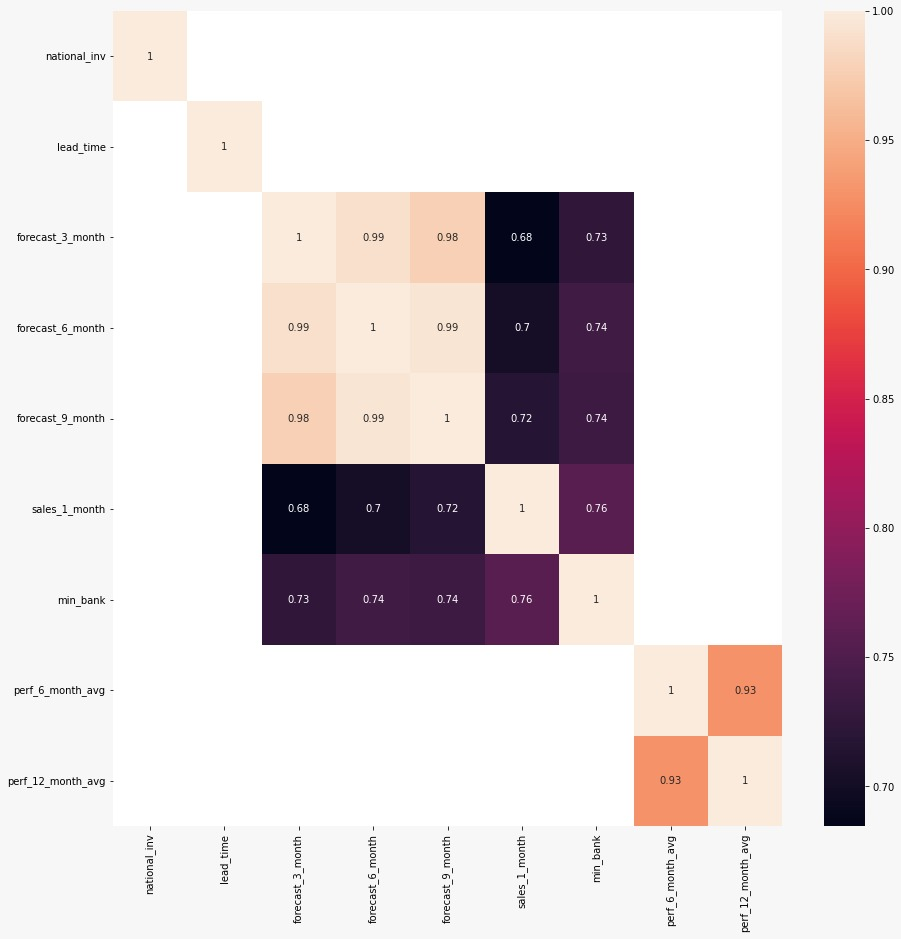 national_inv 1
lead_time 1
forecast_3_month 1 0.99 0.98 0.68 0.73
forecast_6_month 0.99 1 0.99 0.7 0.74
forecast_9_month 0.98 0.99 1 0.72 0.74
sales_1_month 0.68 0.7 0.72 1 0.76
min_bank 0.73 0.74 0.74 0.76 1
perf_6_month_avg 1 0.93
perf_12_month_avg 0.93 1
national_inv
lead_time
forecast_3_month
forecast_6_month
forecast_9_month
sales_1_month
min_bank
perf_6_month_avg
perf_12_month_avg
1.00
0.95
0.90
0.85
0.80
0.75
0.70